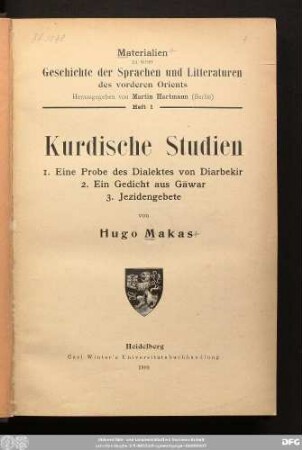 Materialien
zu einer
Geschichte der Sprachen und Litteraturen
des vorderen Orients
Herausgegeben von Martin Hartmann (Berlin)
Heft 1
Kurdische Studien
1. Eine Probe des Dialektes von Diarbekir
2. Ein Gedicht aus Gāwar
3. Jezidengebete
von
Hugo Makas
Heidelberg
Carl Winter's Universitätsbuchhandlung
1900